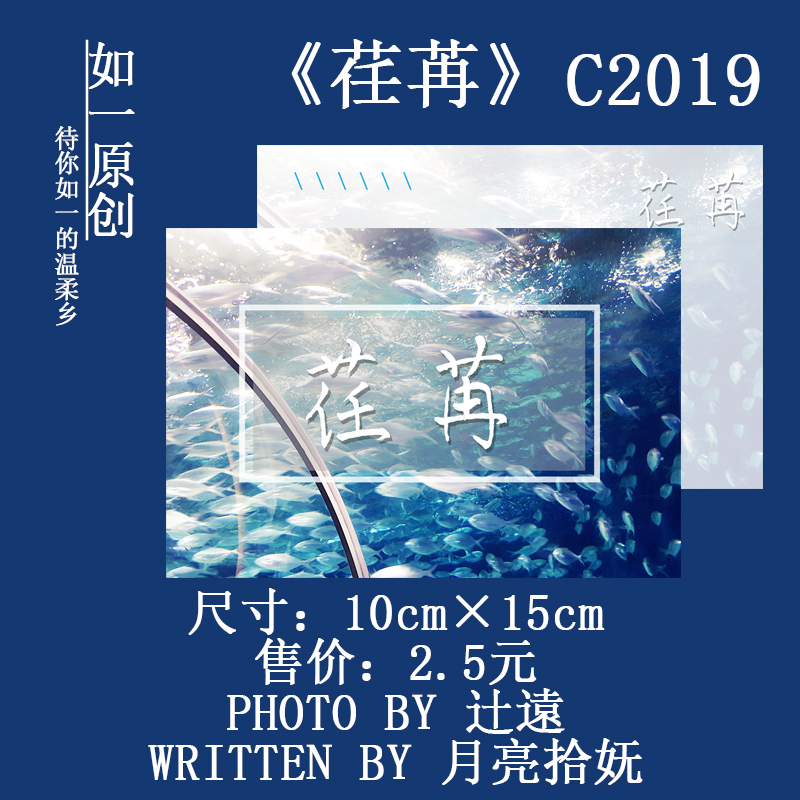 如一原创
待你如一的温柔乡
《荏苒》C2019
荏苒
荏苒
尺寸：10cm×15cm
售价：2.5元
PHOTO BY 辻遠
WRITTEN BY 月亮拾妩